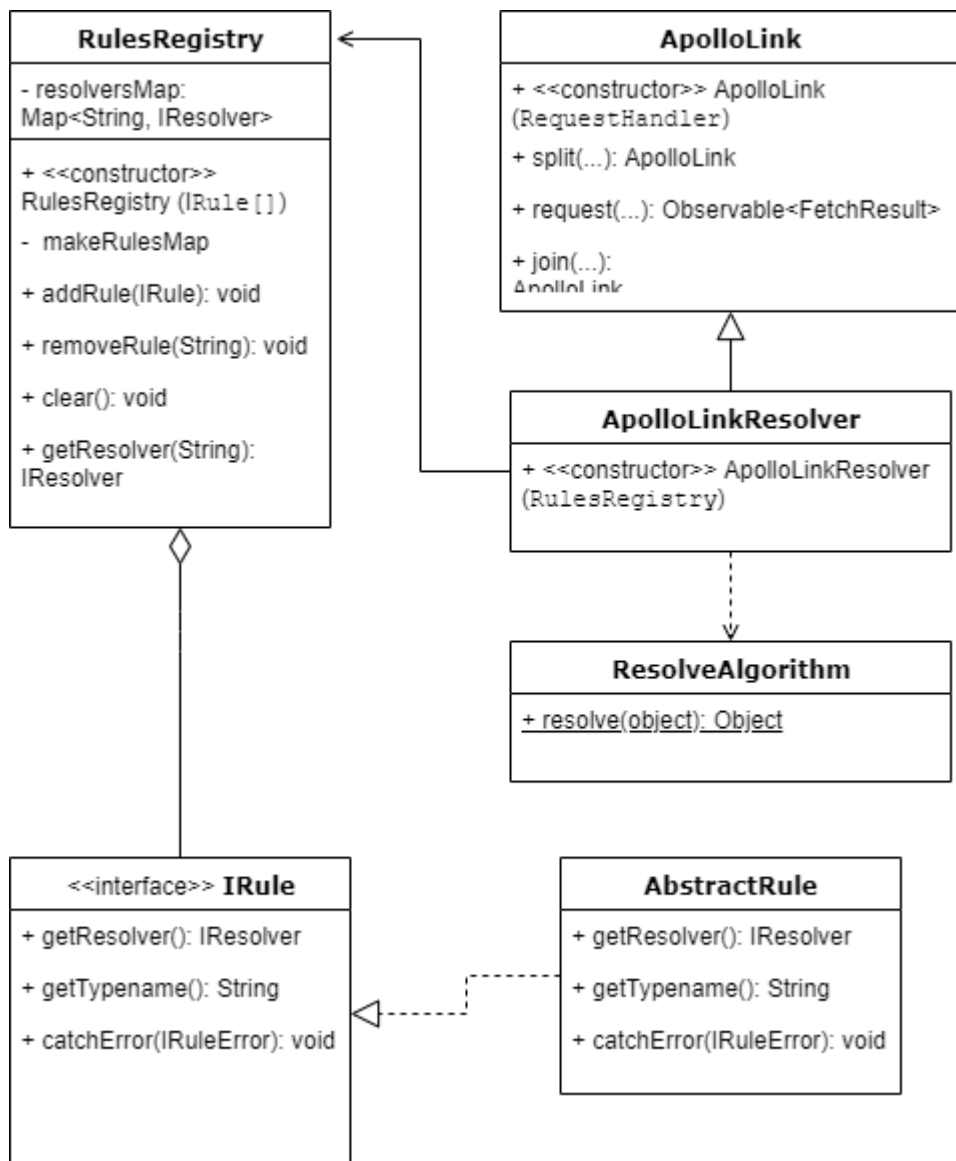 RulesRegistry
- resolversMap:
Map<String, IResolver>
+ <<constructor>>
RulesRegistry (IRule[])
- makeRulesMap
+ addRule(IRule): void
+ removeRule(String): void
+ clear(): void
+ getResolver(String):
IResolver
ApolloLink
+ <<constructor>> ApolloLink
(RequestHandler)
+ split(...): ApolloLink
+ request(...): Observable<FetchResult>
+ join(...):
ApolloLink
ApolloLinkResolver
+ <<constructor>> ApolloLinkResolver
(RulesRegistry)
ResolveAlgorithm
+ resolve(object): Object
<<interface>> IRule
+ getResolver(): IResolver
+ getTypename(): String
+ catchError(IRuleError): void
AbstractRule
+ getResolver(): IResolver
+ getTypename(): String
+ catchError(IRuleError): void